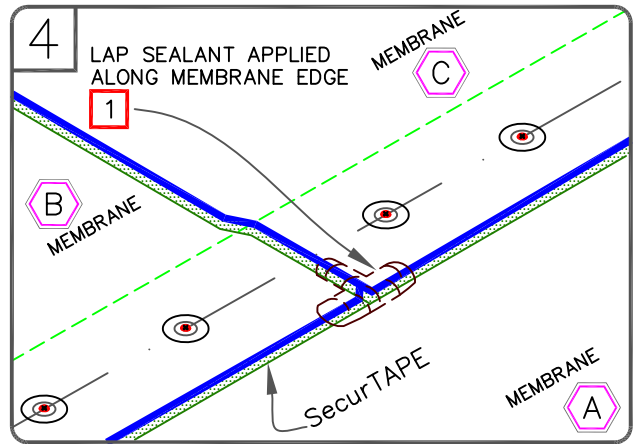 4
LAP SEALANT APPLIED
ALONG MEMBRANE EDGE
1
MEMBRANE
C
B
MEMBRANE
SecurTAPE
MEMBRANE
A